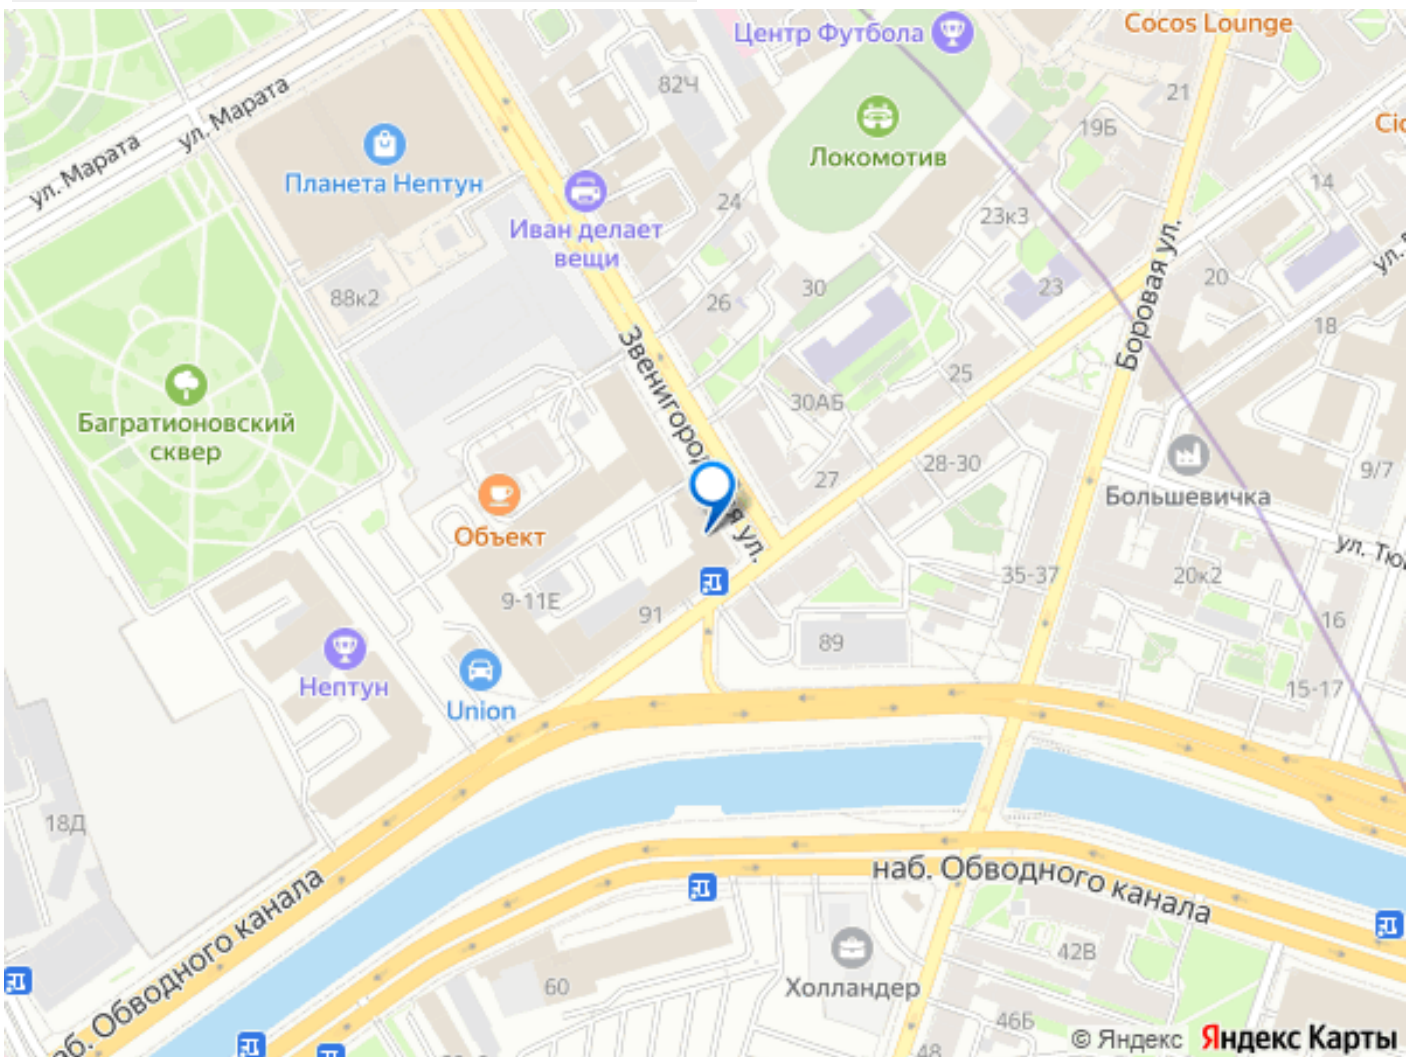 Центр Футбола
Cocos Lounge
82Ч
21
ул. Марата
ул. Марата
19Б
Планета Нептун
Локомотив
14
24
23к3
Иван делает
вещи
88к2
26
30
23
20
Боровая ул.
18
Звенигородская ул.
25
30АБ
Багратионовский
сквер
28-30
27
9/7
Большевичка
Объект
ул.
35-37
20к2
9-11Е
91
16
89
Нептун
Union
15-17
18Д
наб. Обводного канала
наб. Обводного канала
42В
60
Холландер
46Б
48
© Яндекс Яндекс Карты